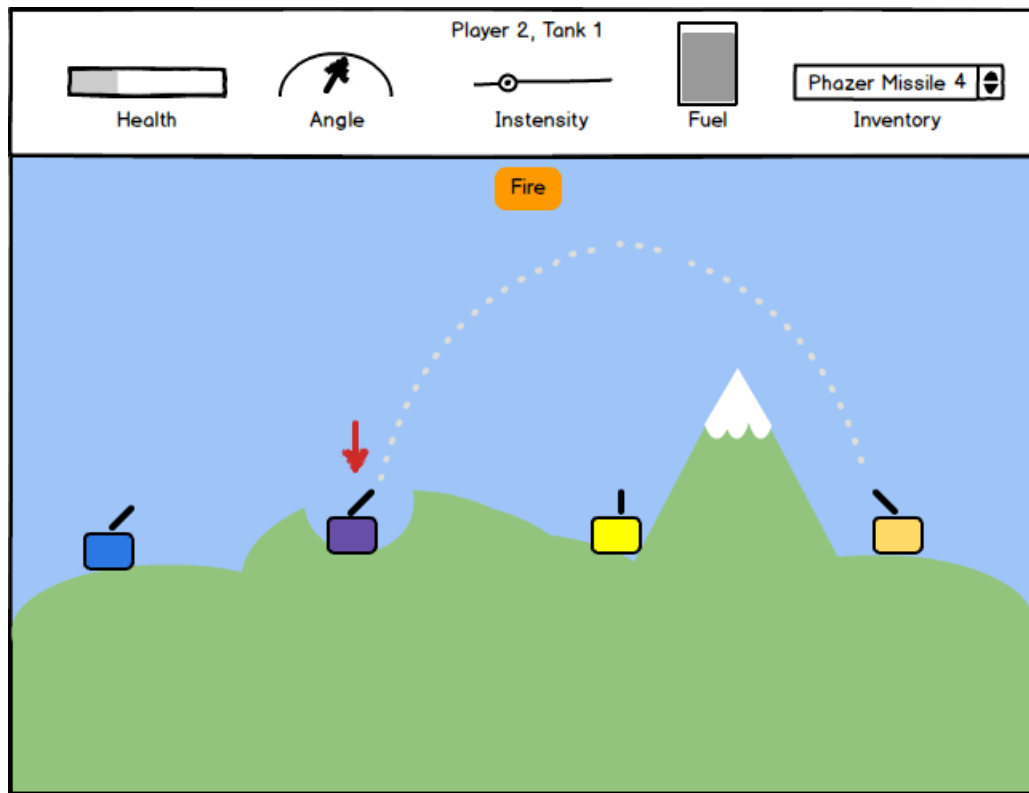 Player 2, Tank 1
Phazer Missile 4
Health
Angle
Instensity
Fuel
Inventory
Fire